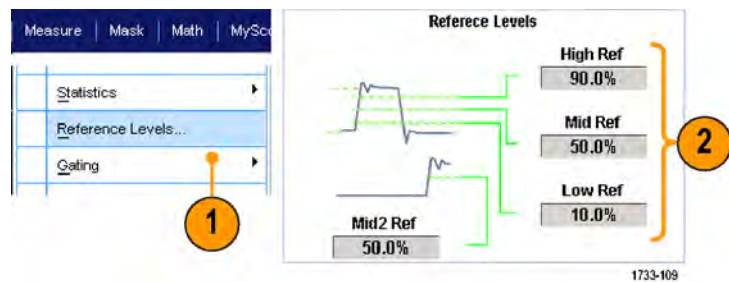 Measure | Mask | Math | MySc
Statistics
Reference Levels...
Gating
1
Referece Levels
High Ref
90.0%
Mid Ref
50.0%
2
Low Ref
10.0%
Mid2 Ref
50.0%
1733-109